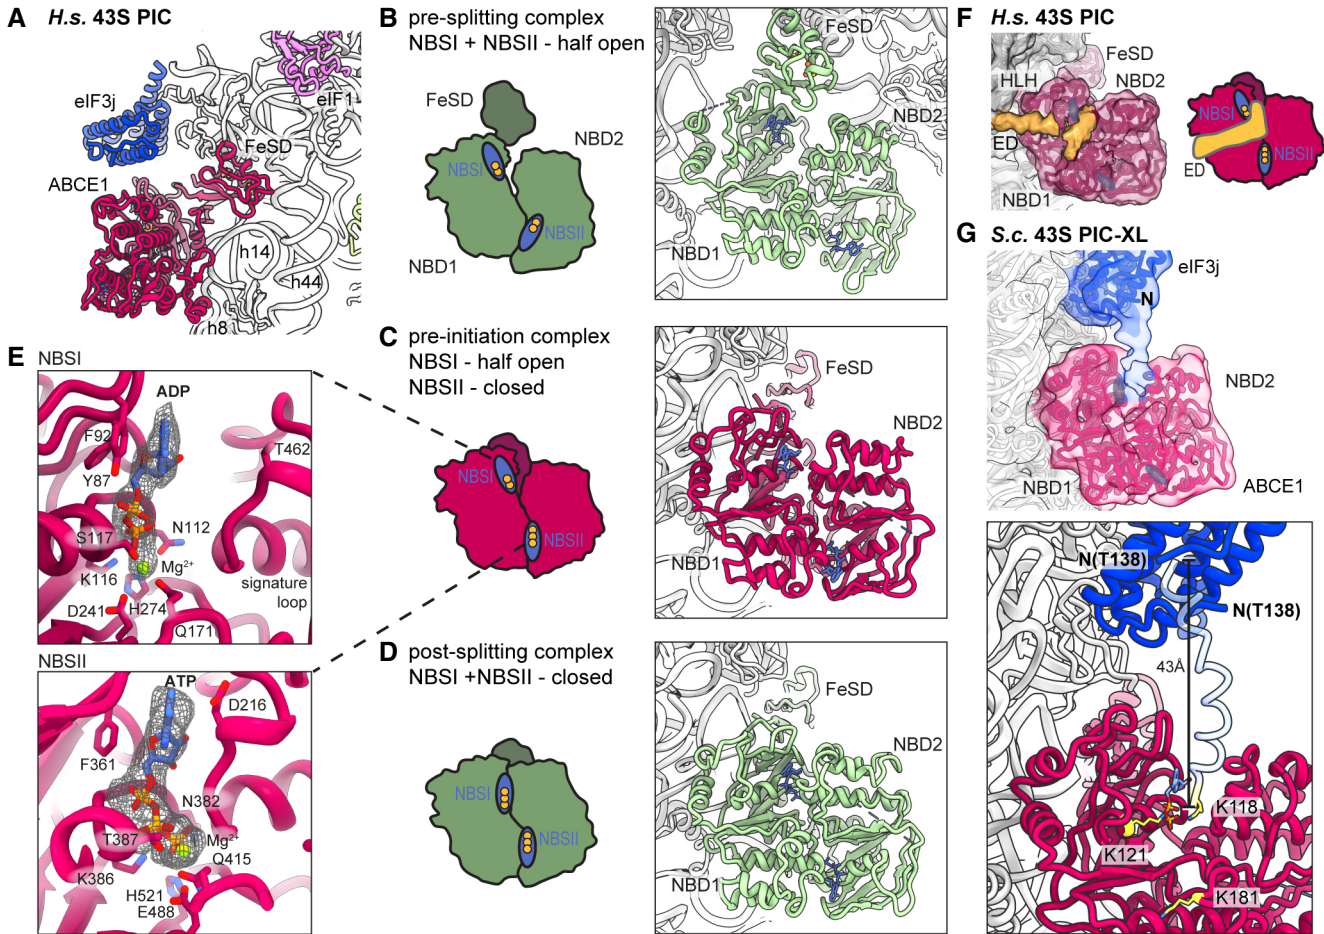 A H.s. 43S PIC
eIF3j
eIF1
FeSD
ABCE1
h14
h44
h8
B pre-splitting complex
NBSI + NBSII - half open
FeSD
NBD2
NBSI
NBSII
NBD1
FeSD
NBD2
NBD1
C pre-initiation complex
NBSI - half open
NBSII - closed
NBSI
NBSII
FeSD
NBD2
NBD1
D post-splitting complex
NBSI +NBSII - closed
NBSI
NBSII
FeSD
NBD2
NBD1
E NBSI
ADP
F92
T462
Y87
N112
S117
Mg²⁺
K116
signature
loop
D241
H274
Q171
NBSII
ATP
D216
F361
N382
T387
Mg²⁺
Q415
K386
H521
E488
F H.s. 43S PIC
FeSD
HLH
NBD2
ED
NBD1
NBSI
NBSII
ED
G S.c. 43S PIC-XL
eIF3j
N
NBD2
NBD1
ABCE1
N(T138)
N(T138)
43Å
K118
K121
K181